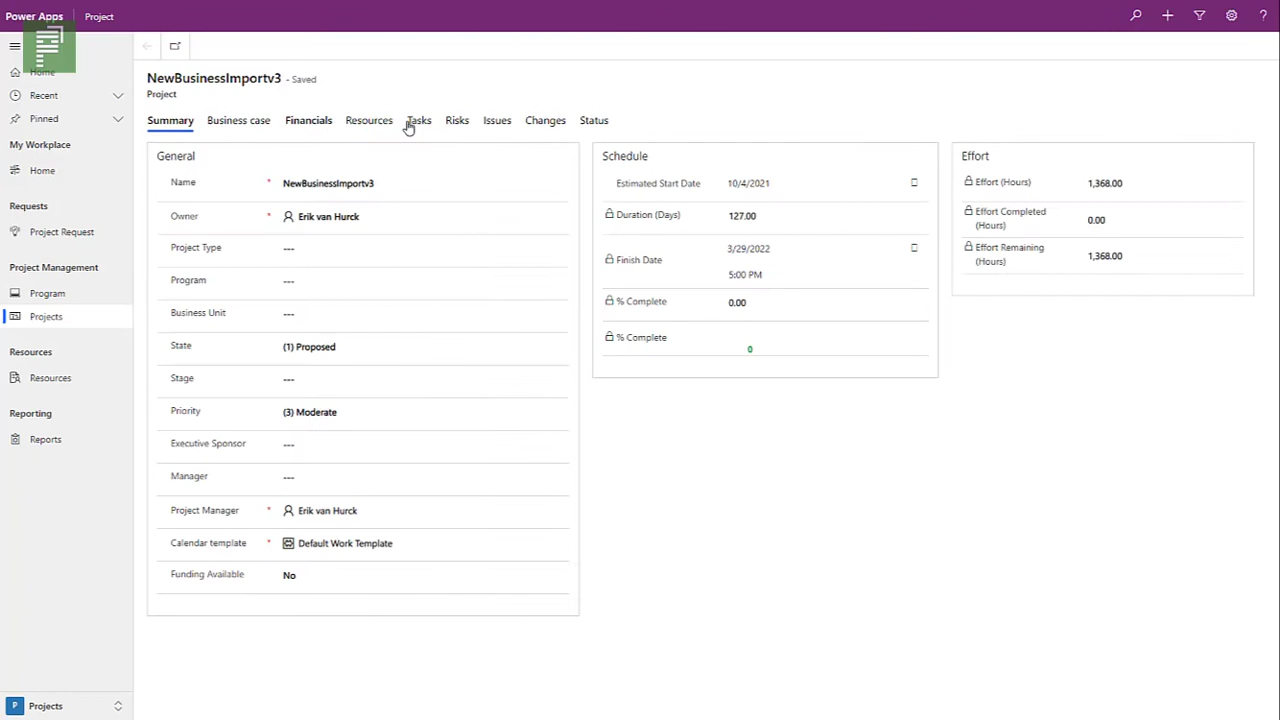 Power Apps
Project
Home
Recent
Pinned
My Workplace
Home
Requests
Project Request
Project Management
Program
Projects
Resources
Resources
Reporting
Reports
Projects
P
NewBusinessImportv3 - Saved
Project
Summary Business case Financials Resources Tasks Risks Issues Changes Status
General
Name * NewBusinessImportv3
Owner * Erik van Hurck
Project Type ---
Program ---
Business Unit ---
State (1) Proposed
Stage ---
Priority (3) Moderate
Executive Sponsor ---
Manager ---
Project Manager * Erik van Hurck
Calendar template * Default Work Template
Funding Available No
Schedule
Estimated Start Date 10/4/2021
Duration (Days) 127.00
Finish Date 3/29/2022
5:00 PM
% Complete 0.00
% Complete 0
Effort
Effort (Hours) 1,368.00
Effort Completed (Hours) 0.00
Effort Remaining (Hours) 1,368.00